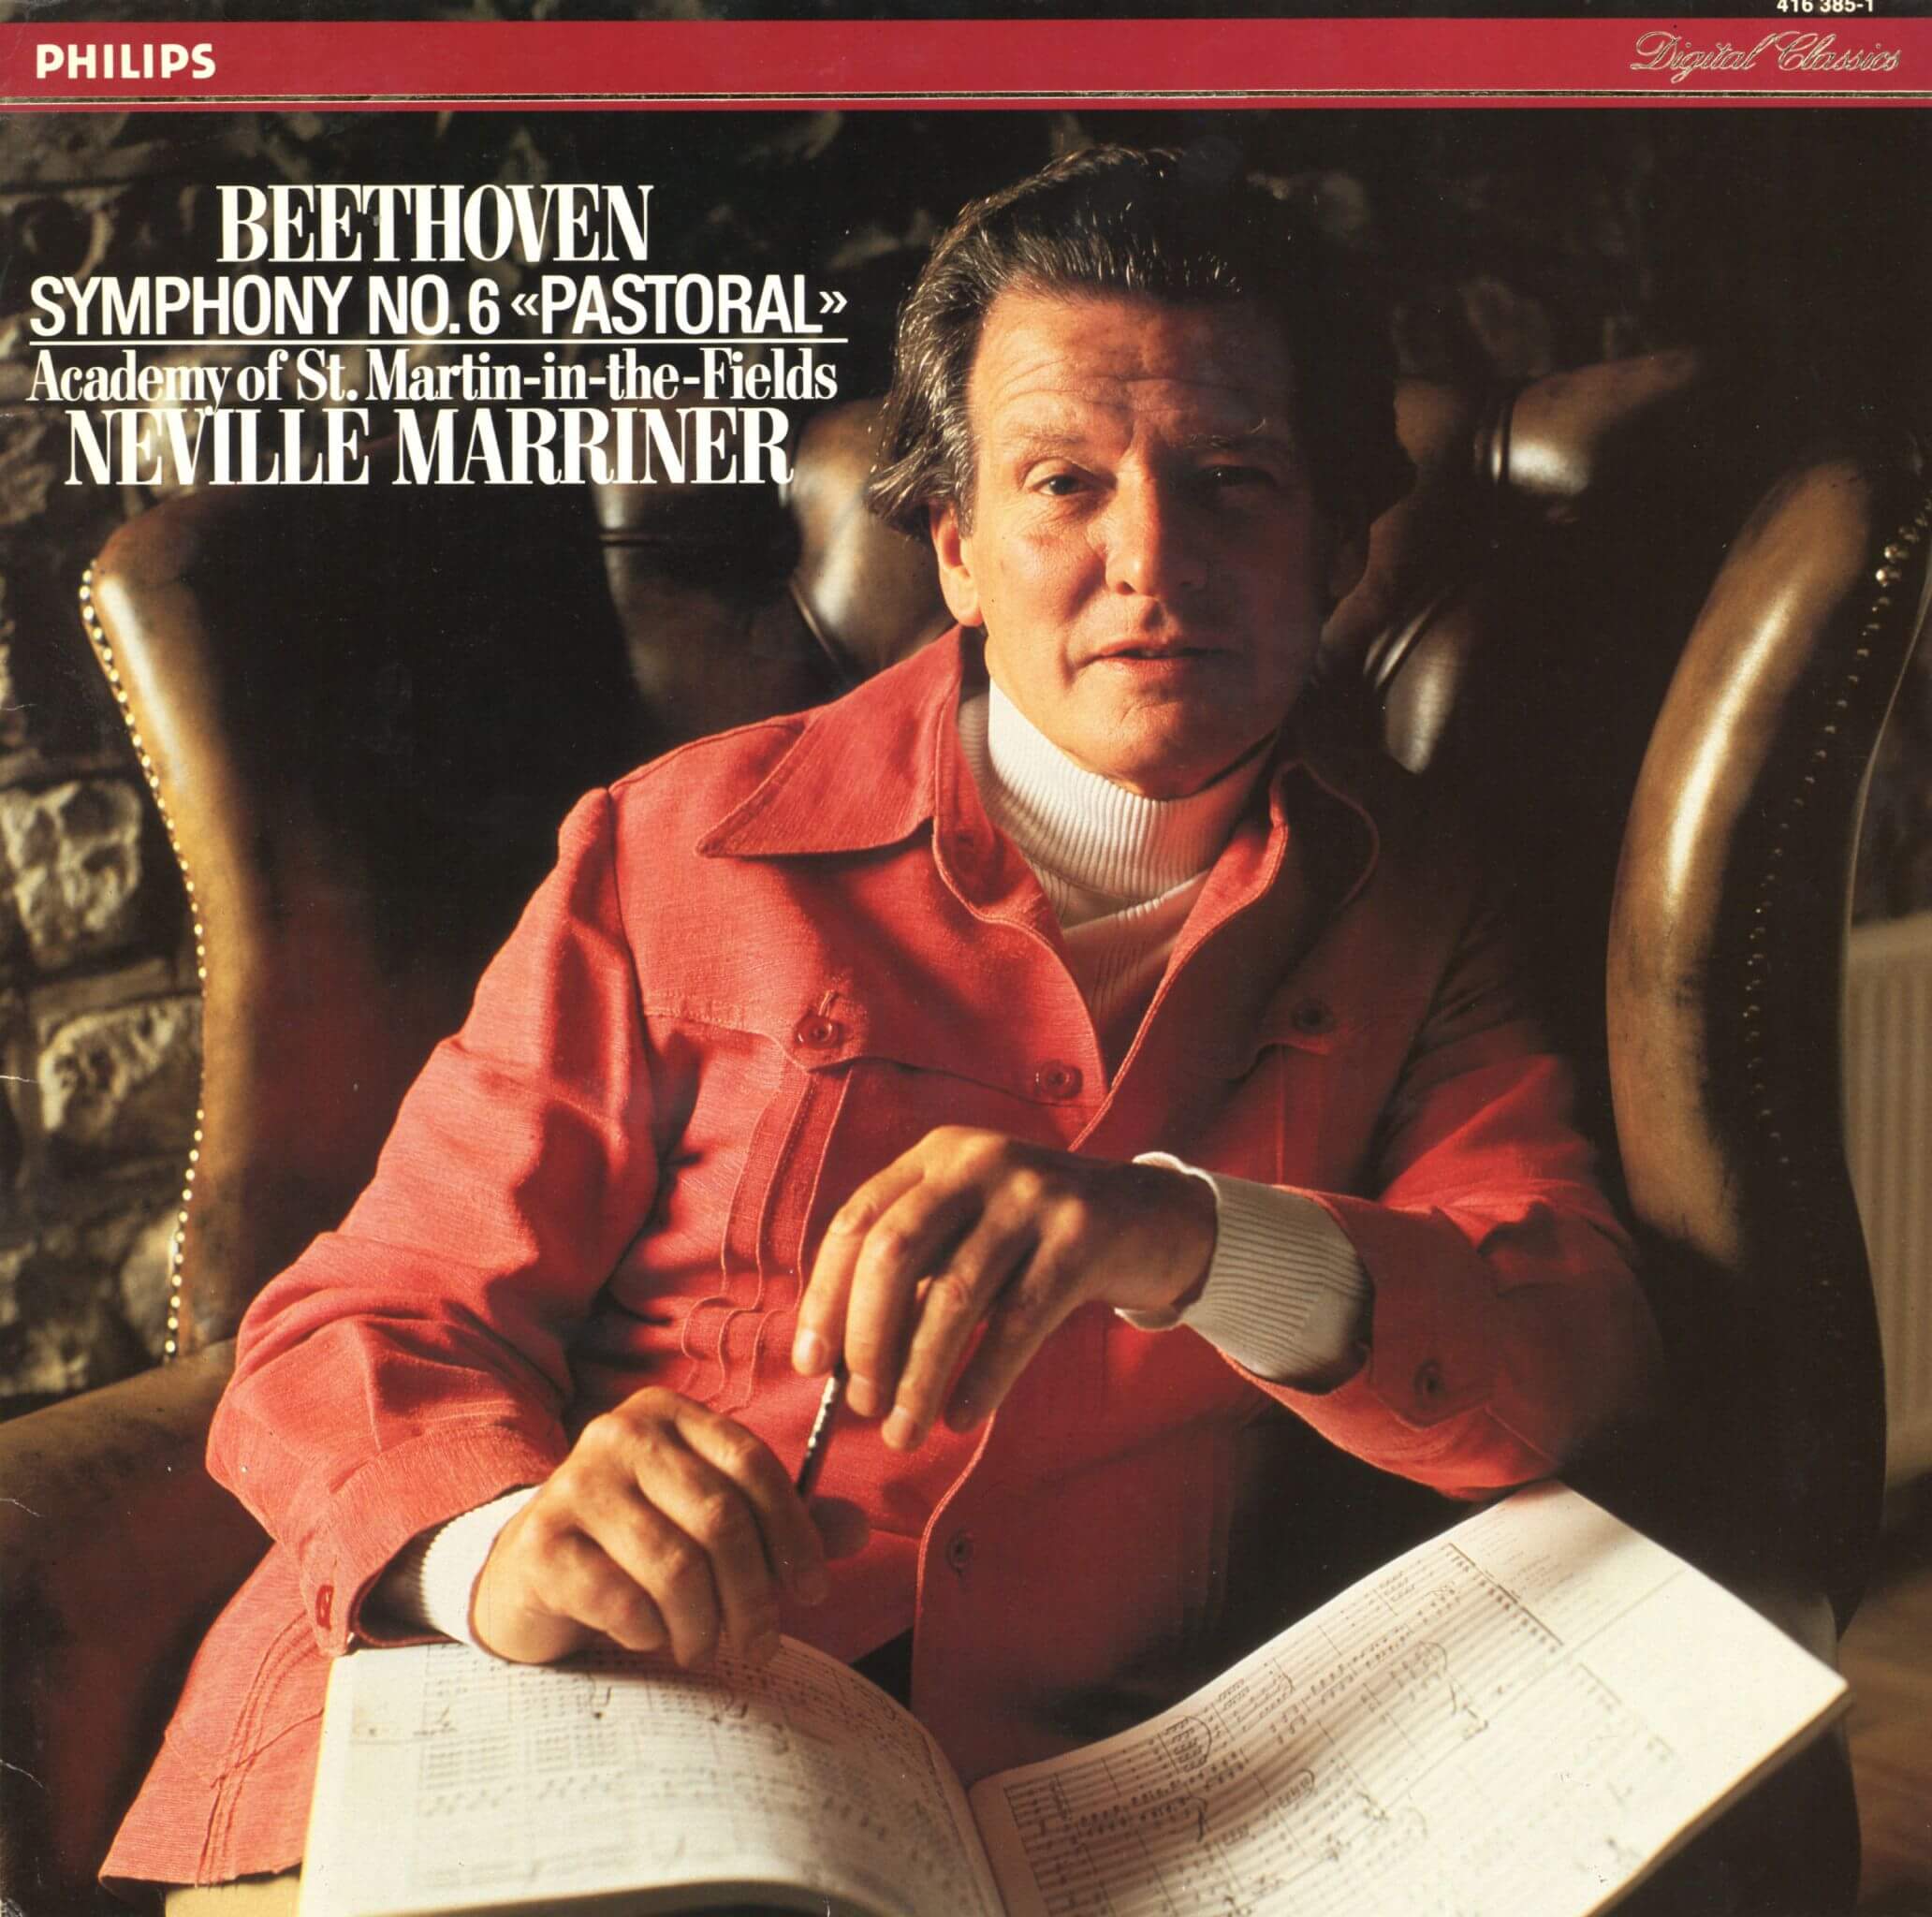 416 385-1
PHILIPS
Digital Classics
BEETHOVEN
SYMPHONY NO. 6 «PASTORAL»
Academy of St. Martin-in-the-Fields
NEVILLE MARRINER